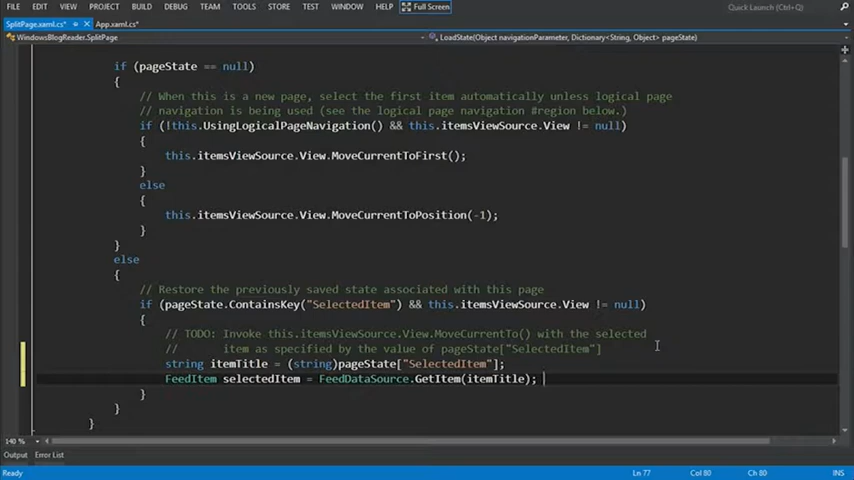 FILE EDIT VIEW PROJECT BUILD DEBUG TEAM TOOLS STORE TEST WINDOW HELP Full Screen Quick Launch (Ctrl+Q)
SplitPage.xaml.cs* App.xaml.cs*
WindowsBlogReader.SplitPage LoadState(Object navigationParameter, Dictionary<String, Object> pageState)
if (pageState == null)
{
// When this is a new page, select the first item automatically unless logical page
// navigation is being used (see the logical page navigation #region below.)
if (!this.UsingLogicalPageNavigation() && this.itemsViewSource.View != null)
{
this.itemsViewSource.View.MoveCurrentToFirst();
}
else
{
this.itemsViewSource.View.MoveCurrentToPosition(-1);
}
}
else
{
// Restore the previously saved state associated with this page
if (pageState.ContainsKey("SelectedItem") && this.itemsViewSource.View != null)
{
// TODO: Invoke this.itemsViewSource.View.MoveCurrentTo() with the selected
// item as specified by the value of pageState["SelectedItem"]
string itemTitle = (string)pageState["SelectedItem"];
FeedItem selectedItem = FeedDataSource.GetItem(itemTitle);
}
}
}
140 %
Output Error List
Ready Ln 77 Col 80 Ch 80 INS